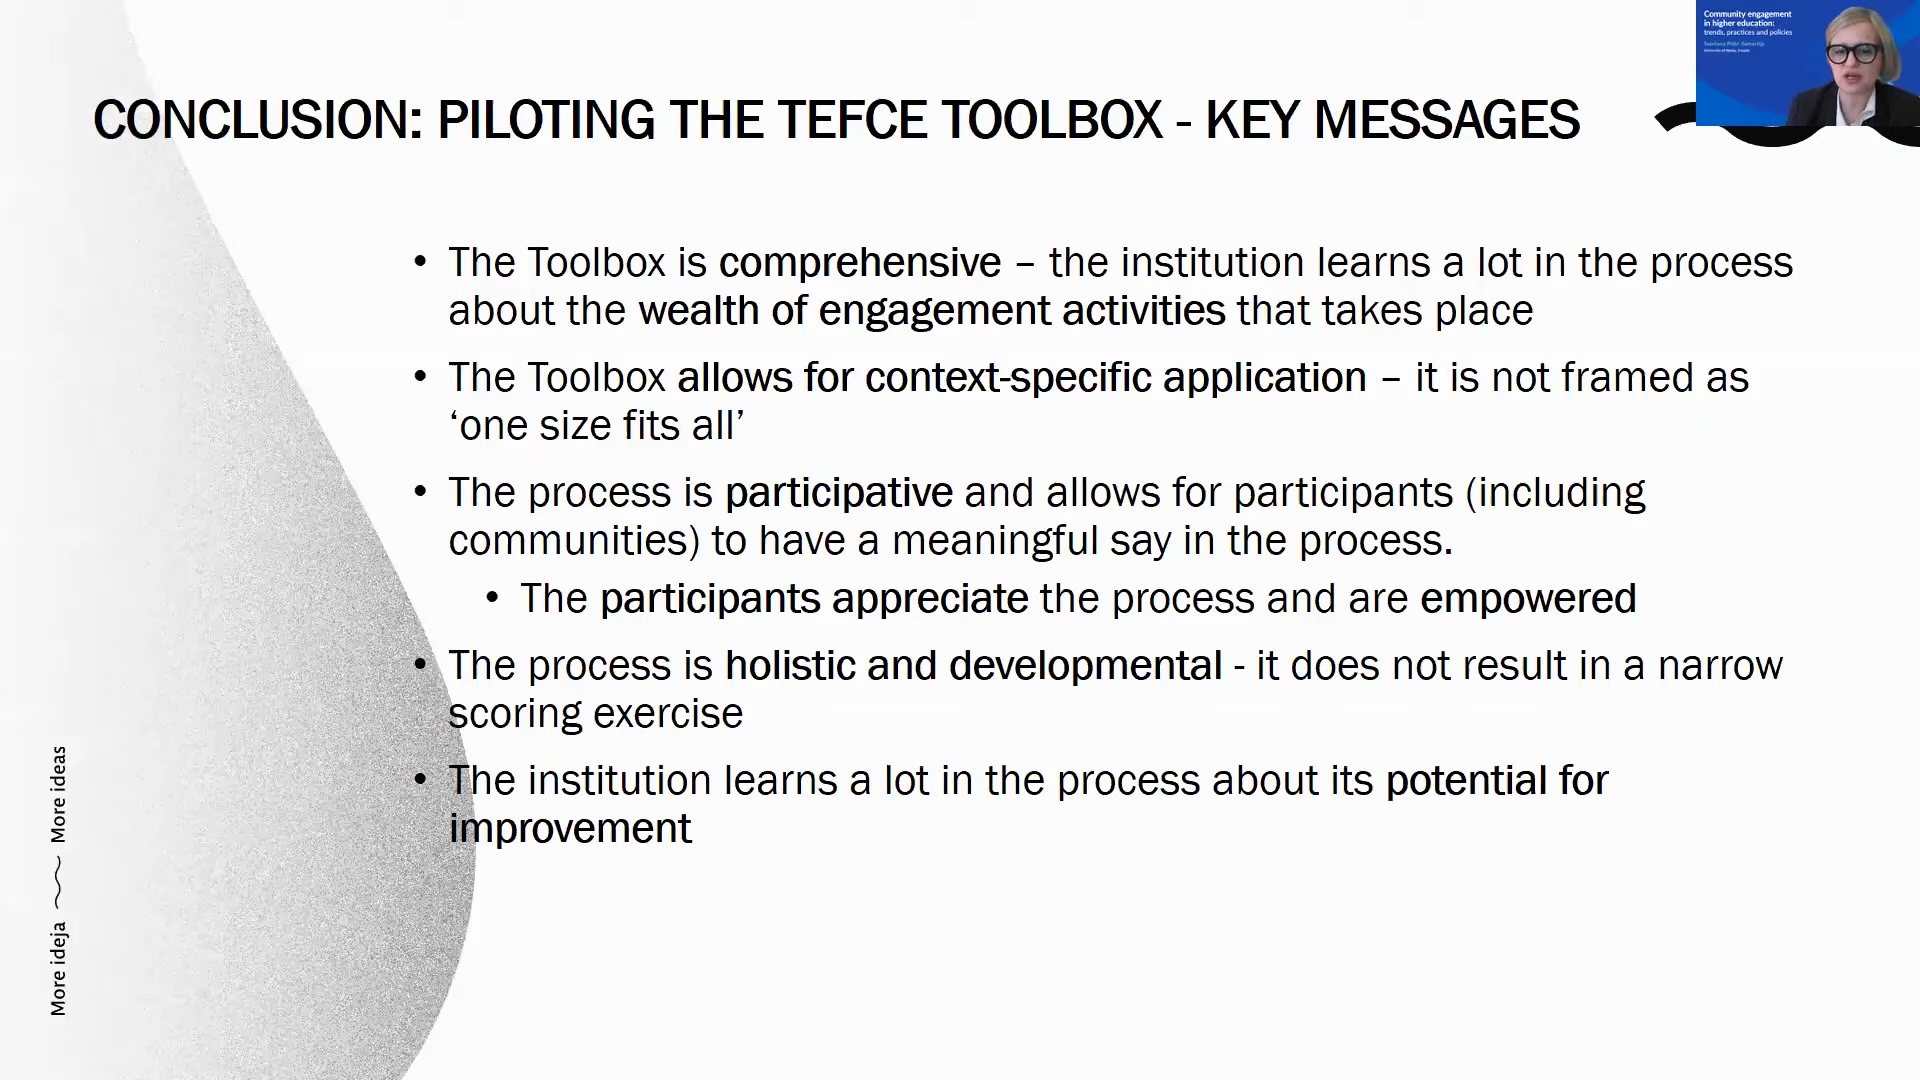 Community engagement
in higher education:
trends, practices and policies
University of Rijeka, Croatia
CONCLUSION: PILOTING THE TEFCE TOOLBOX - KEY MESSAGES
• The Toolbox is comprehensive – the institution learns a lot in the process
about the wealth of engagement activities that takes place
• The Toolbox allows for context-specific application – it is not framed as
‘one size fits all’
• The process is participative and allows for participants (including
communities) to have a meaningful say in the process.
• The participants appreciate the process and are empowered
• The process is holistic and developmental - it does not result in a narrow
scoring exercise
• The institution learns a lot in the process about its potential for
improvement
More ideja
More ideas